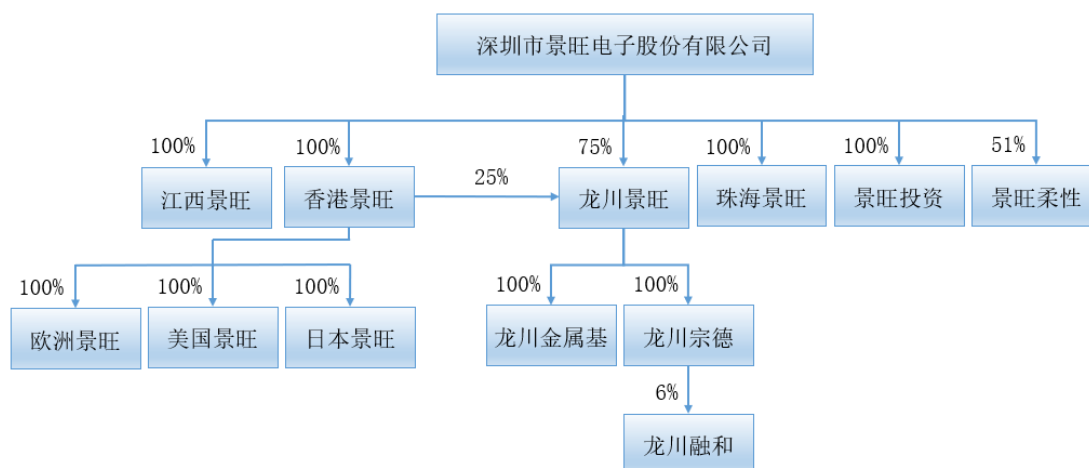 深圳市景旺电子股份有限公司
100%
100%
75%
100%
100%
51%
25%
江西景旺
香港景旺
龙川景旺
珠海景旺
景旺投资
景旺柔性
100%
100%
100%
100%
100%
欧洲景旺
美国景旺
日本景旺
龙川金属基
龙川宗德
6%
龙川融和